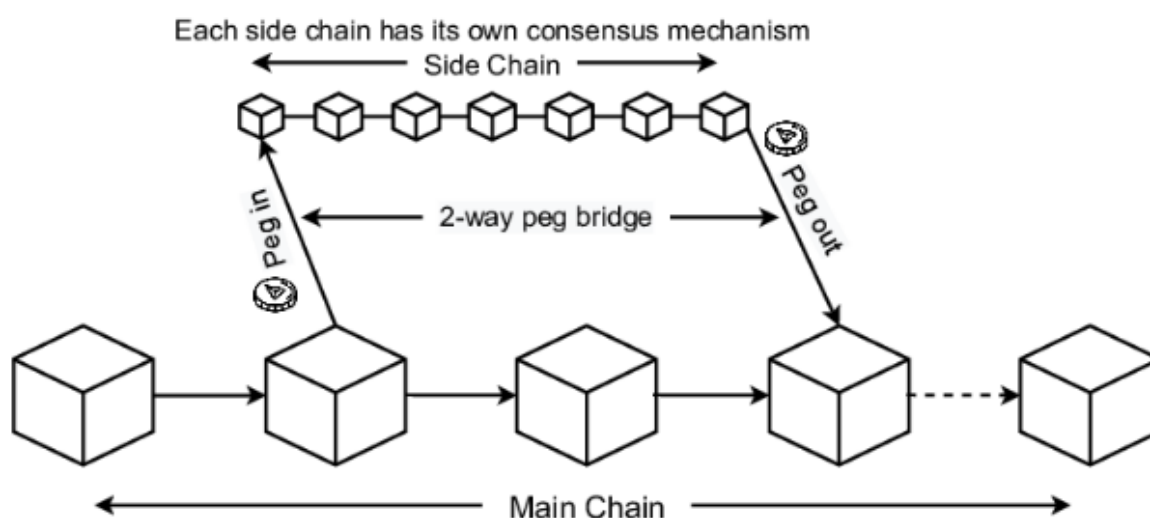 Each side chain has its own consensus mechanism
Side Chain
Peg in
2-way peg bridge
Peg out
Main Chain